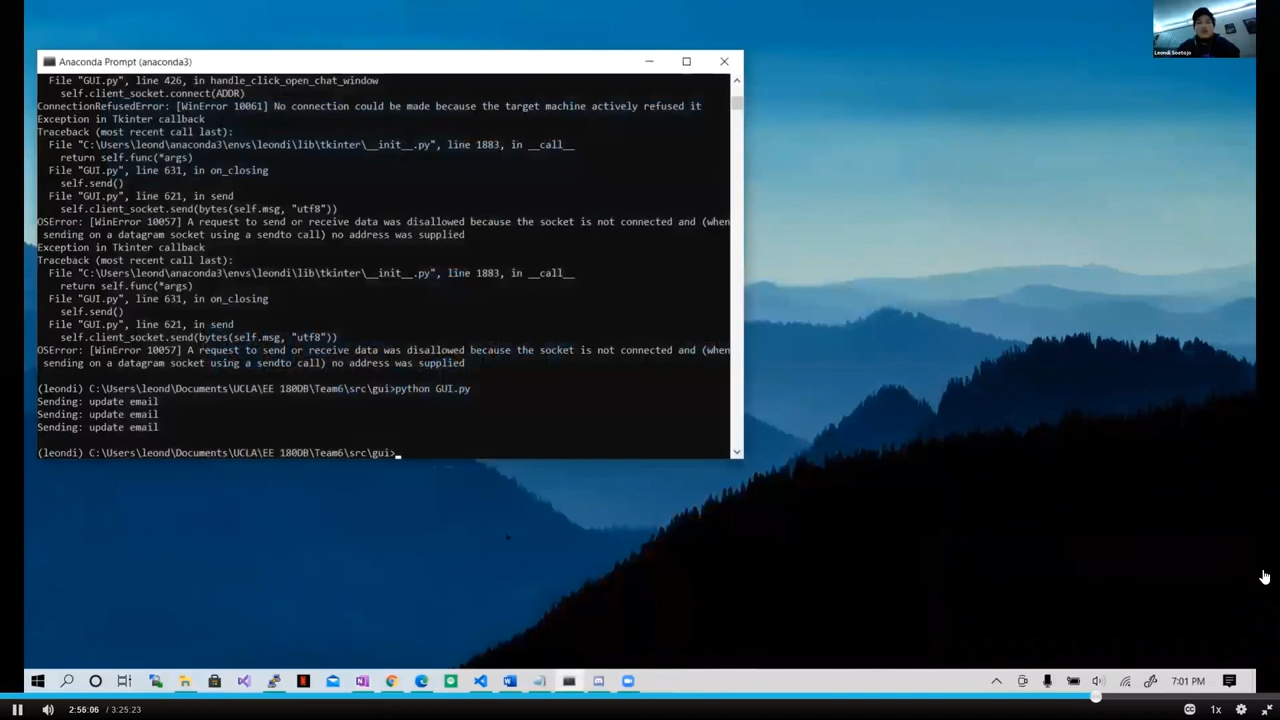 Leondi Soetojo
Anaconda Prompt (anaconda3)
File "GUI.py", line 426, in handle_click_open_chat_window
self.client_socket.connect(ADDR)
ConnectionRefusedError: [WinError 10061] No connection could be made because the target machine actively refused it
Exception in Tkinter callback
Traceback (most recent call last):
File "C:\Users\leond\anaconda3\envs\leondi\lib\tkinter\__init__.py", line 1883, in __call__
return self.func(*args)
File "GUI.py", line 631, in on_closing
self.send()
File "GUI.py", line 621, in send
self.client_socket.send(bytes(self.msg, "utf8"))
OSError: [WinError 10057] A request to send or receive data was disallowed because the socket is not connected and (when
sending on a datagram socket using a sendto call) no address was supplied
Exception in Tkinter callback
Traceback (most recent call last):
File "C:\Users\leond\anaconda3\envs\leondi\lib\tkinter\__init__.py", line 1883, in __call__
return self.func(*args)
File "GUI.py", line 631, in on_closing
self.send()
File "GUI.py", line 621, in send
self.client_socket.send(bytes(self.msg, "utf8"))
OSError: [WinError 10057] A request to send or receive data was disallowed because the socket is not connected and (when
sending on a datagram socket using a sendto call) no address was supplied
(leondi) C:\Users\leond\Documents\UCLA\EE 180DB\Team6\src\gui>python GUI.py
Sending: update email
Sending: update email
Sending: update email
(leondi) C:\Users\leond\Documents\UCLA\EE 180DB\Team6\src\gui>
7:01 PM
2:56:06 / 3:25:23
1x